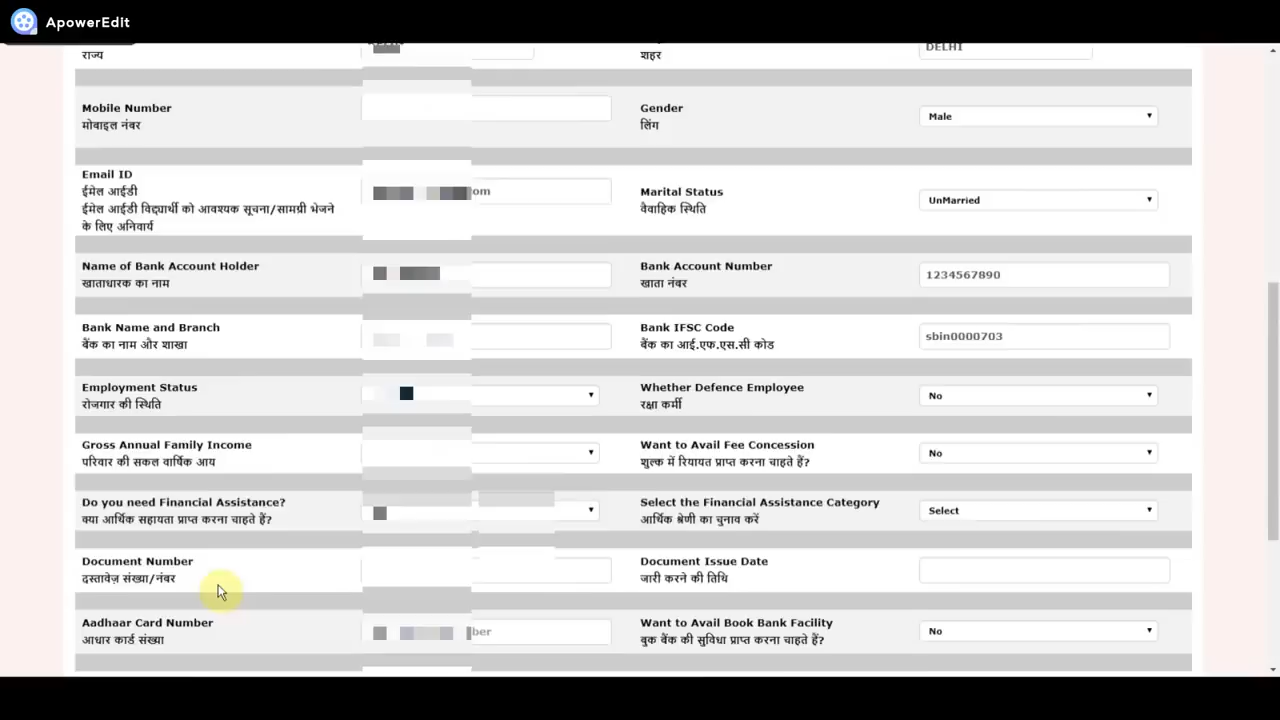 ApowerEdit
DELHI
राज्य
शहर
Mobile Number
मोबाइल नंबर
Gender
लिंग
Male
Email ID
ईमेल आईडी
ईमेल आईडी विद्यार्थी को आवश्यक सूचना/सामग्री भेजने
के लिए अनिवार्य
om
Marital Status
वैवाहिक स्थिति
UnMarried
Name of Bank Account Holder
खाताधारक का नाम
Bank Account Number
खाता नंबर
1234567890
Bank Name and Branch
बैंक का नाम और शाखा
Bank IFSC Code
बैंक का आई.एफ.एस.सी कोड
sbin0000703
Employment Status
रोजगार की स्थिति
Whether Defence Employee
रक्षा कर्मी
No
Gross Annual Family Income
परिवार की सकल वार्षिक आय
Want to Avail Fee Concession
शुल्क में रियायत प्राप्त करना चाहते हैं?
No
Do you need Financial Assistance?
क्या आर्थिक सहायता प्राप्त करना चाहते हैं?
Select the Financial Assistance Category
आर्थिक श्रेणी का चुनाव करें
Select
Document Number
दस्तावेज़ संख्या/नंबर
Document Issue Date
जारी करने की तिथि
Aadhaar Card Number
आधार कार्ड संख्या
ber
Want to Avail Book Bank Facility
बुक बैंक की सुविधा प्राप्त करना चाहते हैं?
No